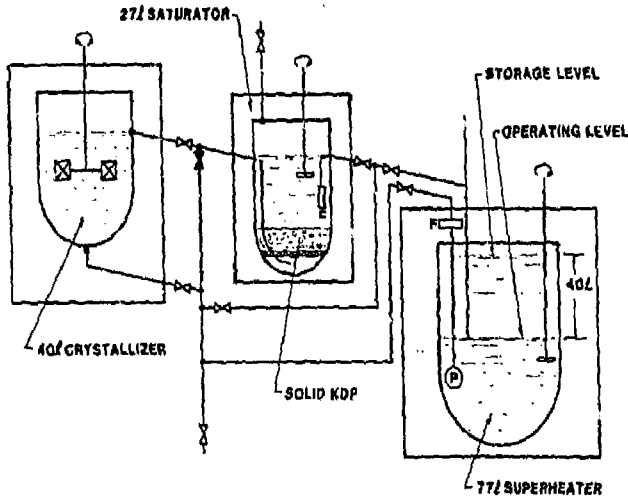 27ℓ SATURATOR
STORAGE LEVEL
OPERATING LEVEL
F
F
40ℓ
P
40ℓ CRYSTALLIZER
SOLID KDP
77ℓ SUPERHEATER